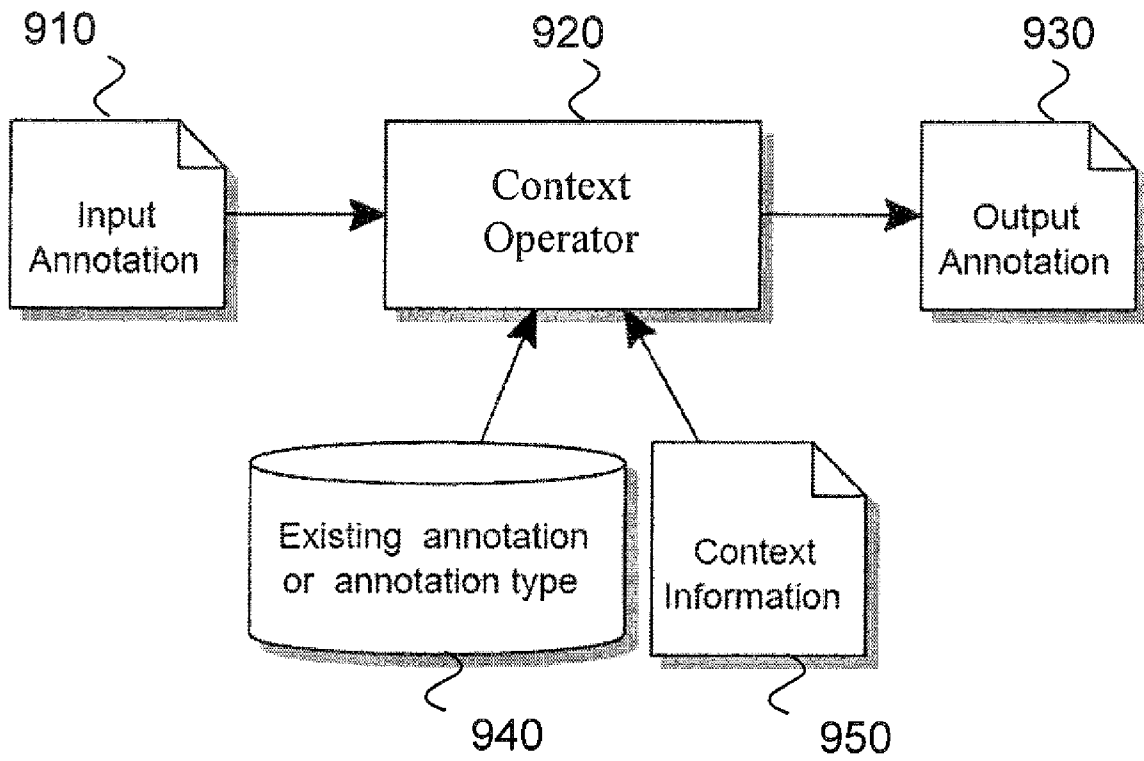 910
920
930
Input
Annotation
Context
Operator
Output
Annotation
Existing annotation
or annotation type
Context
Information
940
950